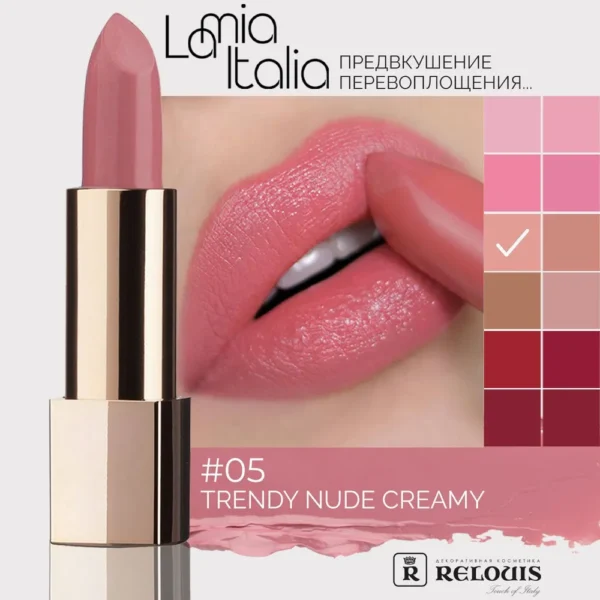 La mia
Italia
ПРЕДВКУШЕНИЕ
ПЕРЕВОПЛОЩЕНИЯ...
#05
TRENDY NUDE CREAMY
R
ДЕКОРАТИВНАЯ КОСМЕТИКА
RELOUIS
Touch of Italy